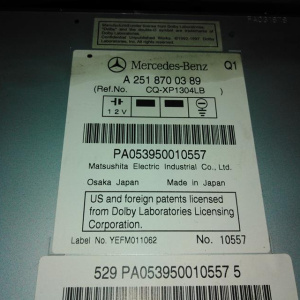 Mercedes-Benz Q1
A 251 870 03 89
(Ref.No. CQ-XP1304LB )
12V
PA053950010557
Matsushita Electric Industrial Co., Ltd.
Osaka Japan Made in Japan
US and foreign patents licensed
from Dolby Laboratories Licensing
Corporation.
Label No. YEFM011062 No. 10557
529 PA053950010557 5